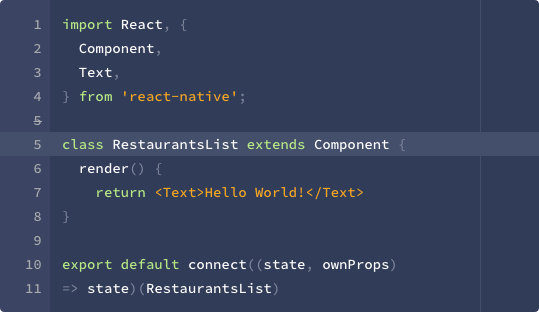 1 import React, {
2   Component,
3   Text,
4 } from 'react-native';
5
5 class RestaurantsList extends Component {
6   render() {
7     return <Text>Hello World!</Text>
8 }
9
10 export default connect((state, ownProps)
11 => state)(RestaurantsList)